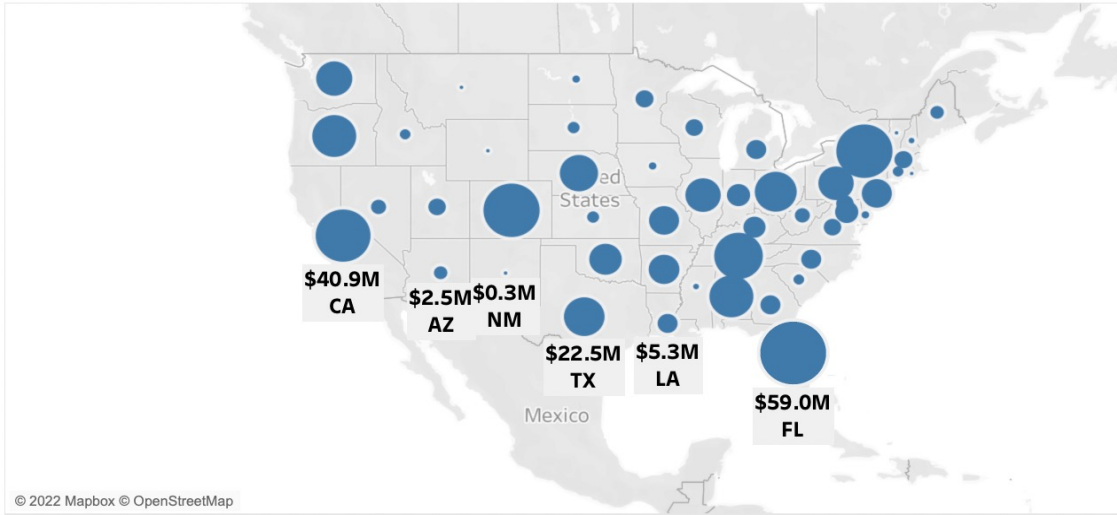 ed
States
$40.9M
CA
$2.5M
AZ
$0.3M
NM
$22.5M
TX
$5.3M
LA
$59.0M
FL
Mexico
© 2022 Mapbox © OpenStreetMap